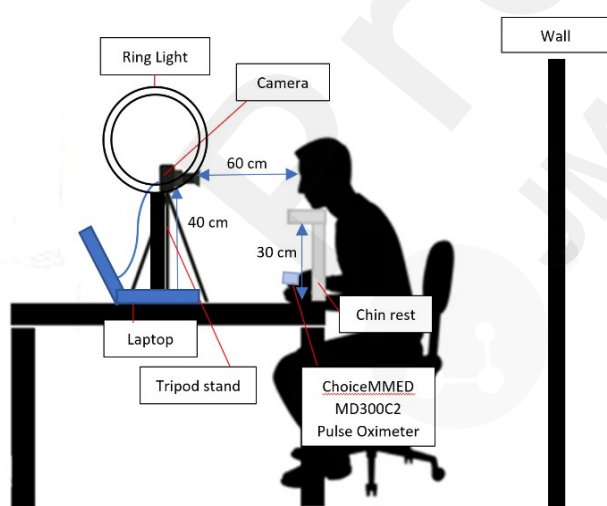 Wall
Ring Light
Camera
60 cm
40 cm
30 cm
Chin rest
Laptop
Tripod stand
ChoiceMMED
MD300C2
Pulse Oximeter